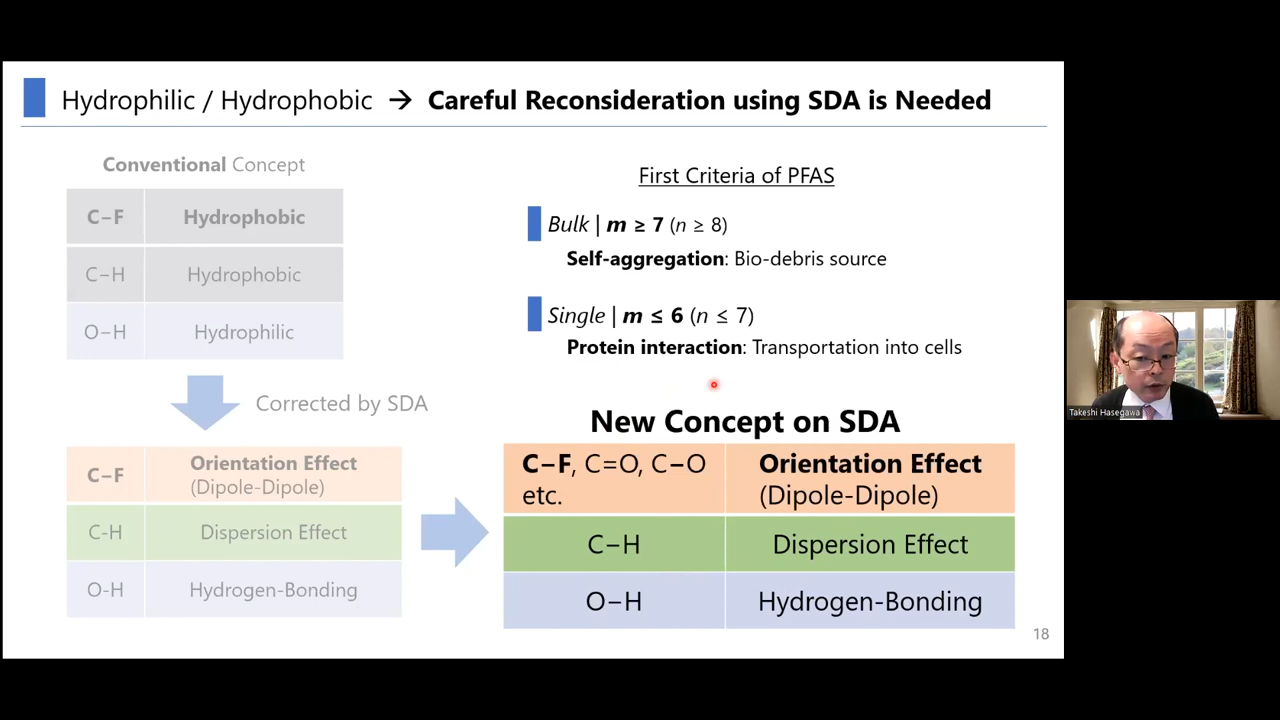 Hydrophilic / Hydrophobic → Careful Reconsideration using SDA is Needed
Conventional Concept
C−F Hydrophobic
C−H Hydrophobic
O−H Hydrophilic
Corrected by SDA
C−F Orientation Effect
(Dipole-Dipole)
C-H Dispersion Effect
O-H Hydrogen-Bonding
First Criteria of PFAS
Bulk | m ≥ 7 (n ≥ 8)
Self-aggregation: Bio-debris source
Single | m ≤ 6 (n ≤ 7)
Protein interaction: Transportation into cells
New Concept on SDA
C−F, C=O, C−O Orientation Effect
etc. (Dipole-Dipole)
C−H Dispersion Effect
O−H Hydrogen-Bonding
18
Takeshi Hasegawa